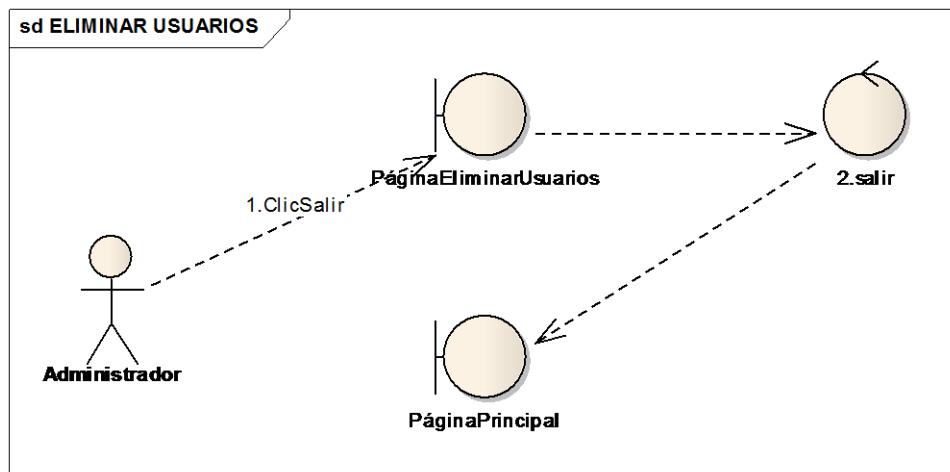 sd ELIMINAR USUARIOS
PáginaEliminarUsuarios
2.salir
1.ClicSalir
Administrador
PáginaPrincipal